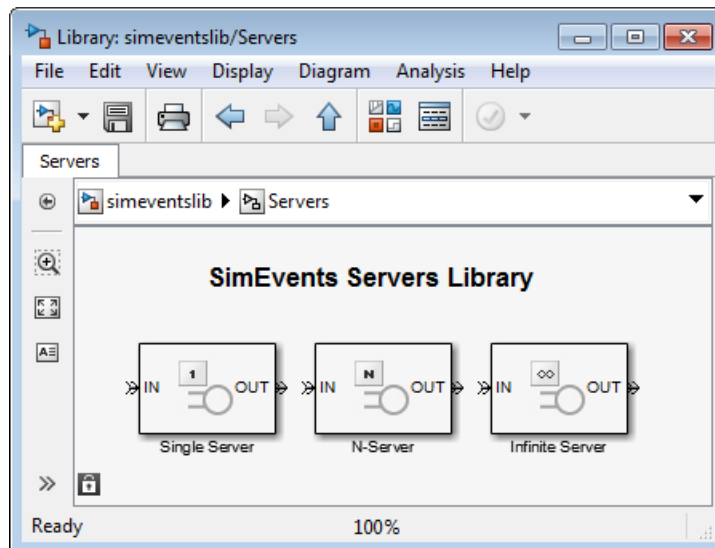 Library: simeventslib/Servers
File Edit View Display Diagram Analysis Help
Servers
simeventslib Servers
SimEvents Servers Library
1 N ∞
IN OUT IN OUT IN OUT
Single Server N-Server Infinite Server
Ready 100%